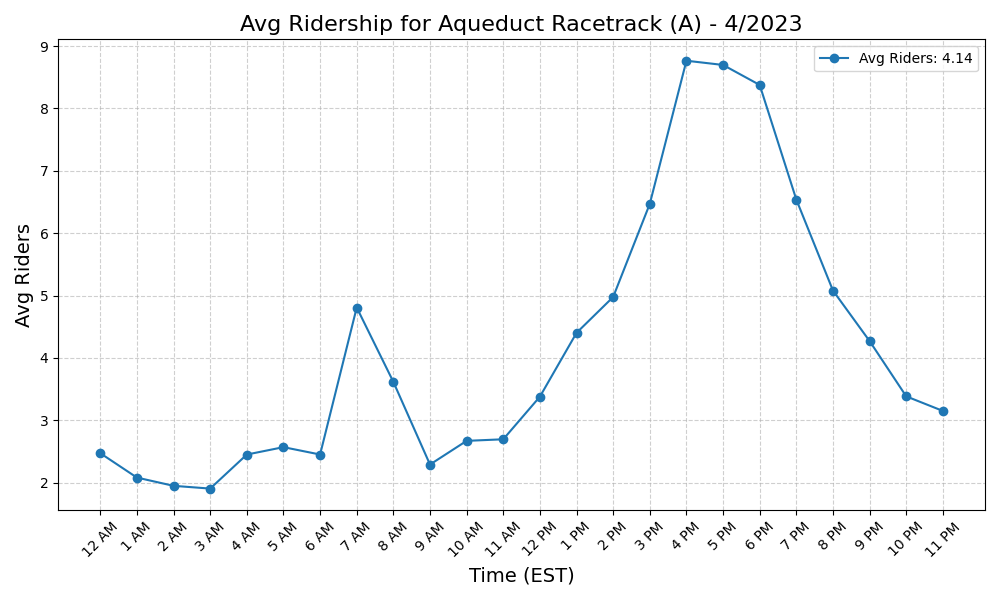 Avg Ridership for Aqueduct Racetrack (A) - 4/2023
Avg Riders: 4.14
Avg Riders
9
8
7
6
5
4
3
2
12 AM
1 AM
2 AM
3 AM
4 AM
5 AM
6 AM
7 AM
8 AM
9 AM
10 AM
11 AM
12 PM
1 PM
2 PM
3 PM
4 PM
5 PM
6 PM
7 PM
8 PM
9 PM
10 PM
11 PM
Time (EST)